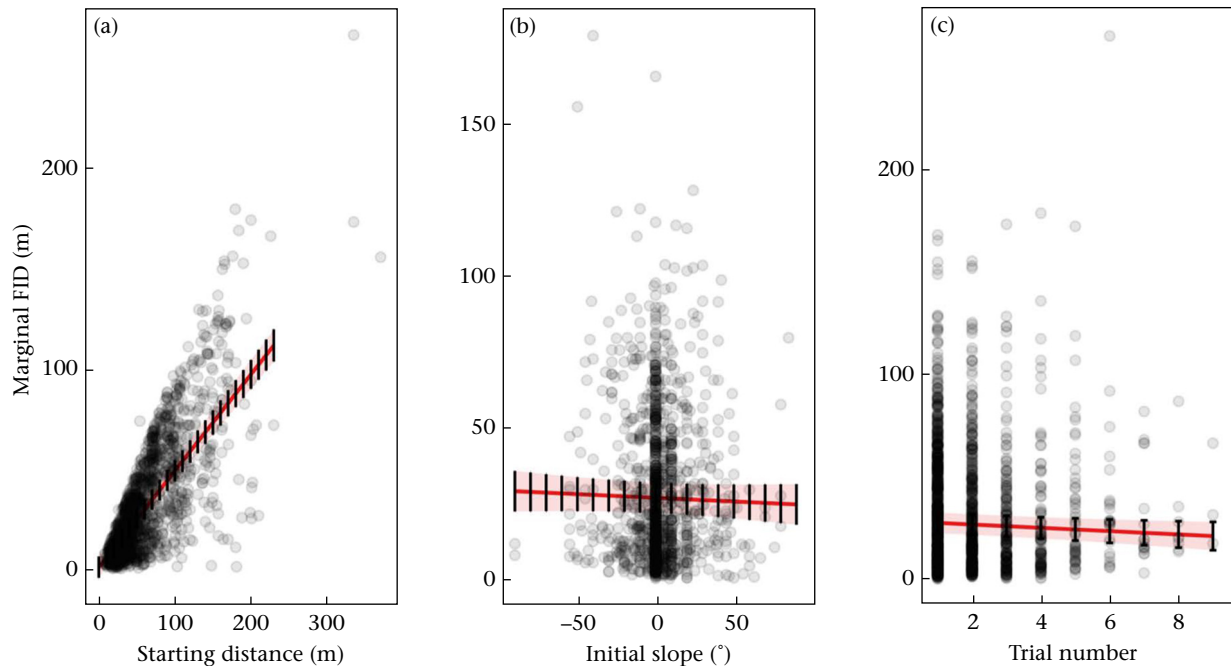 (a)
Marginal FID (m)
200
100
0
0 100 200 300
Starting distance (m)
(b)
150
100
50
0
−50 0 50
Initial slope (°)
(c)
200
100
0
2 4 6 8
Trial number